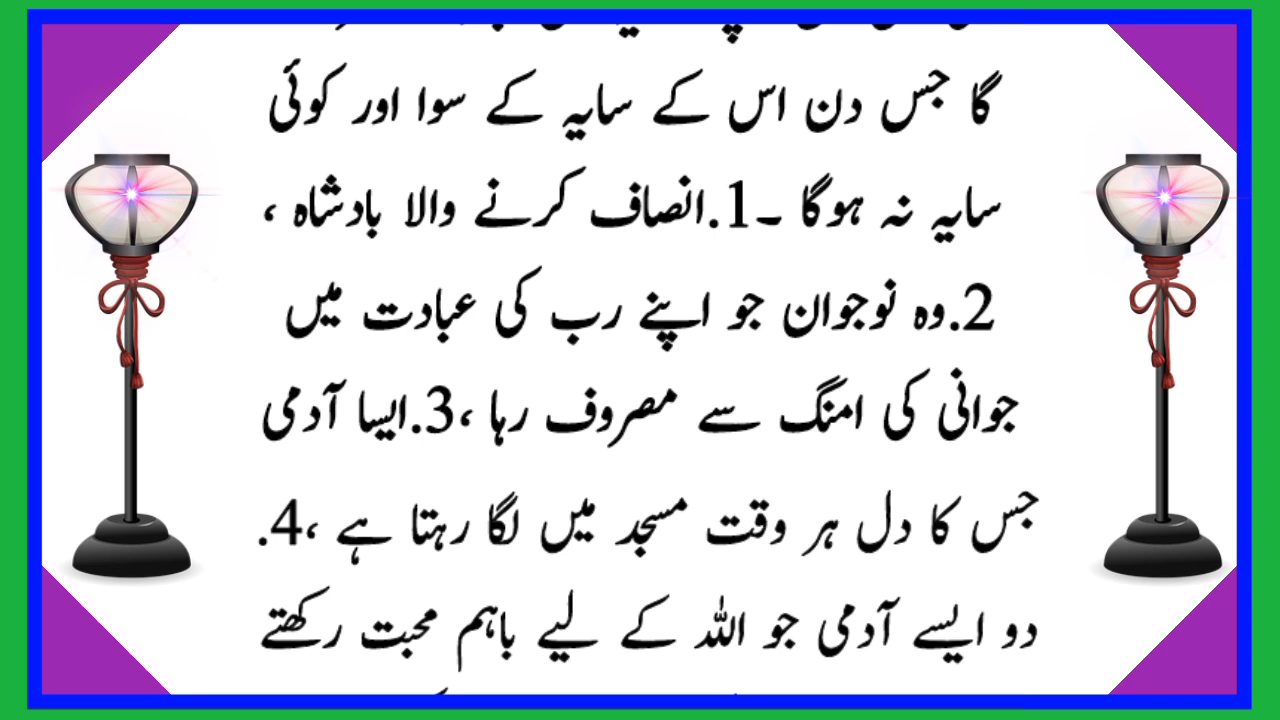 گا جس دن اس کے سایہ کے سوا اور کوئی
سایہ نہ ہوگا ۔1.انصاف کرنے والا بادشاہ ،
2.وہ نوجوان جو اپنے رب کی عبادت میں
جوانی کی امنگ سے مصروف رہا ،3.ایسا آدمی
جس کا دل ہر وقت مسجد میں لگا رہتا ہے ،4.
دو ایسے آدمی جو اللہ کے لیے باہم محبت رکھتے